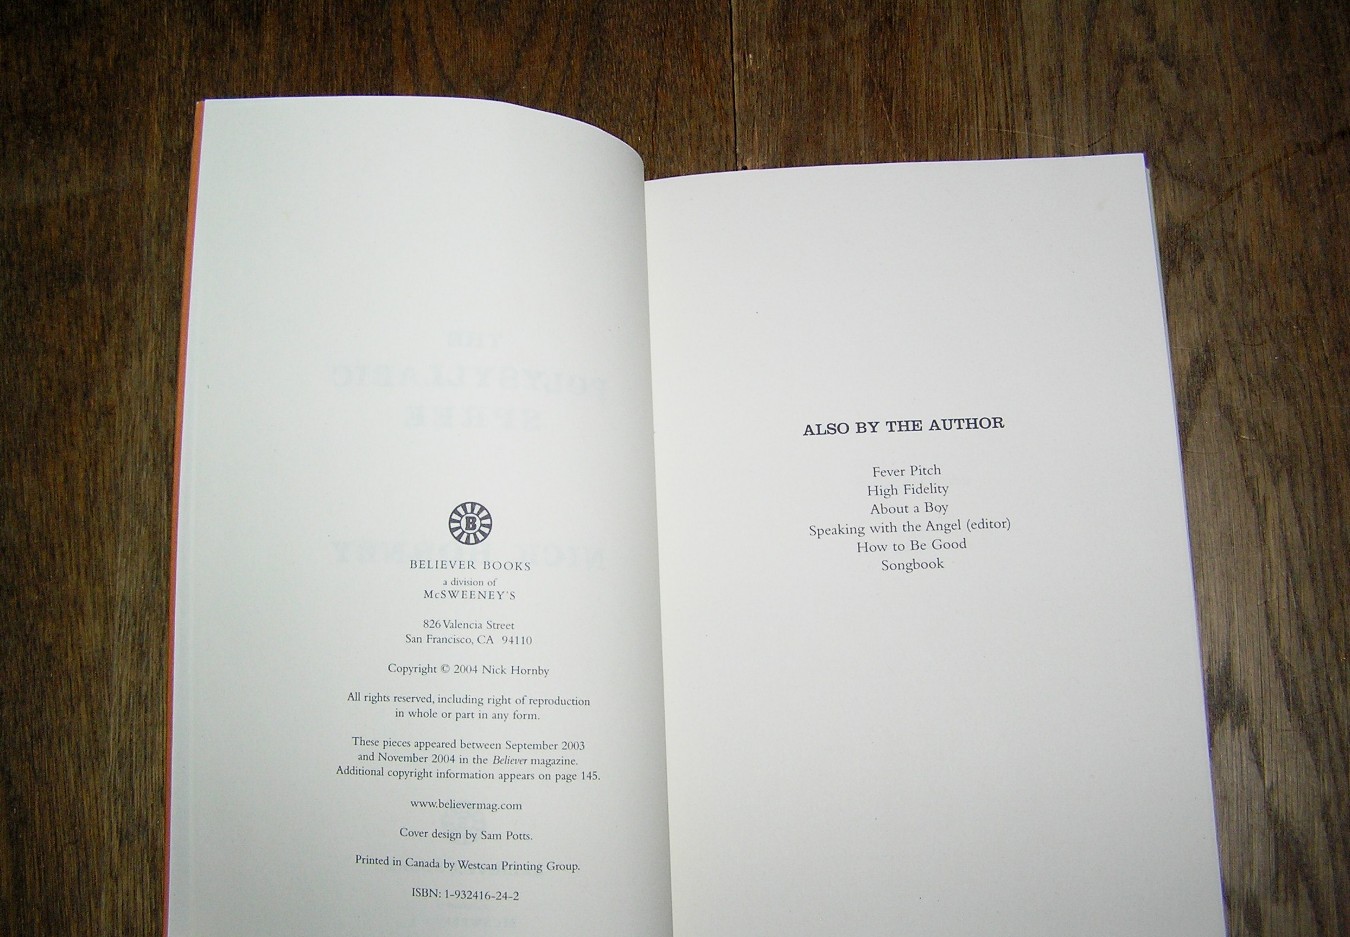 THE
POLYSYLLABIC
SPREE
B
BELIEVER BOOKS
a division of
McSWEENEY'S
826 Valencia Street
San Francisco, CA 94110
Copyright © 2004 Nick Hornby
All rights reserved, including right of reproduction
in whole or part in any form.
These pieces appeared between September 2003
and November 2004 in the Believer magazine.
Additional copyright information appears on page 145.
www.believermag.com
Cover design by Sam Potts.
Printed in Canada by Westcan Printing Group.
ISBN: 1-932416-24-2
ALSO BY THE AUTHOR
Fever Pitch
High Fidelity
About a Boy
Speaking with the Angel (editor)
How to Be Good
Songbook